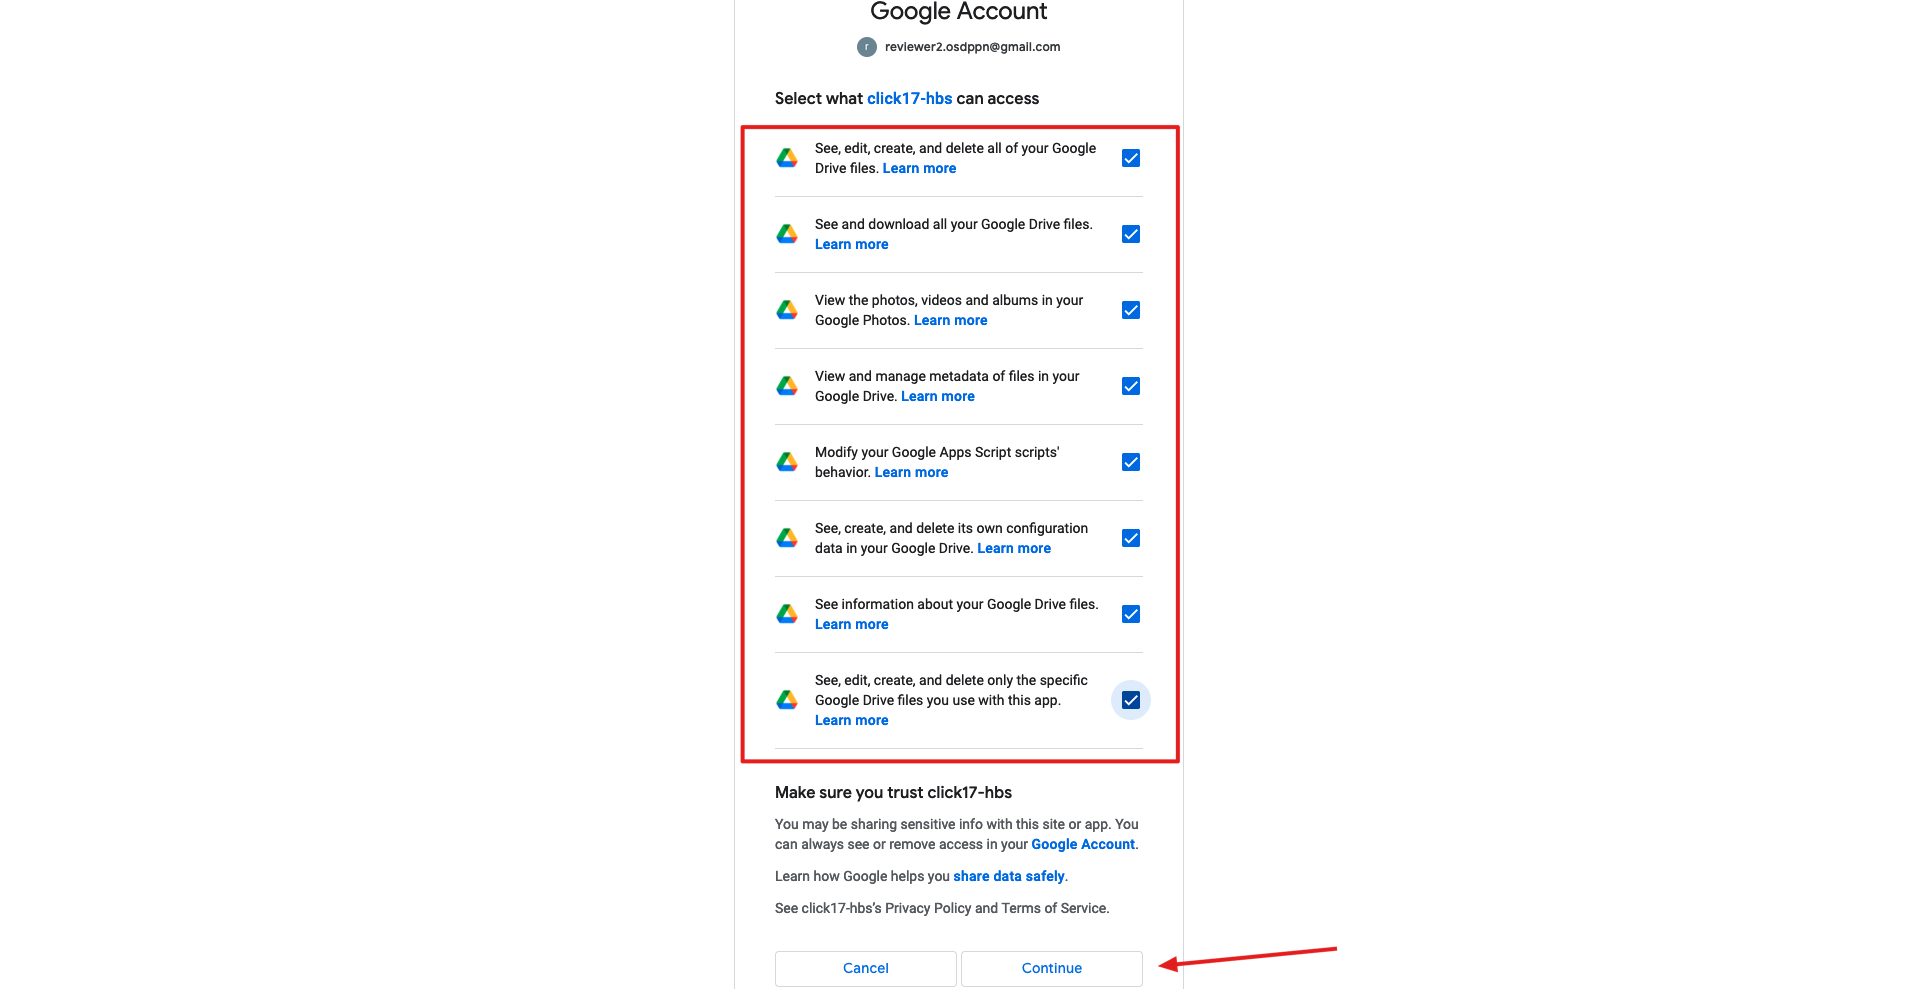 Google Account
r reviewer2.osdppn@gmail.com
Select what click17-hbs can access
See, edit, create, and delete all of your Google
Drive files. Learn more
See and download all your Google Drive files.
Learn more
View the photos, videos and albums in your
Google Photos. Learn more
View and manage metadata of files in your
Google Drive. Learn more
Modify your Google Apps Script scripts'
behavior. Learn more
See, create, and delete its own configuration
data in your Google Drive. Learn more
See information about your Google Drive files.
Learn more
See, edit, create, and delete only the specific
Google Drive files you use with this app.
Learn more
Make sure you trust click17-hbs
You may be sharing sensitive info with this site or app. You
can always see or remove access in your Google Account.
Learn how Google helps you share data safely.
See click17-hbs’s Privacy Policy and Terms of Service.
Cancel Continue